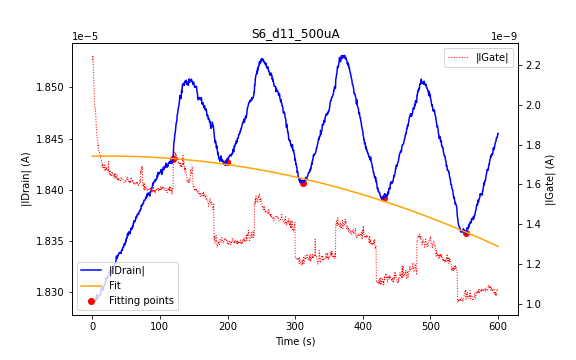 S6_d11_500uA
1e−5
1e−9
|IGate|
1.850
1.845
1.840
1.835
1.830
|IDrain| (A)
2.2
2.0
1.8
1.6
1.4
1.2
1.0
|IGate| (A)
|IDrain|
Fit
Fitting points
0 100 200 300 400 500 600
Time (s)